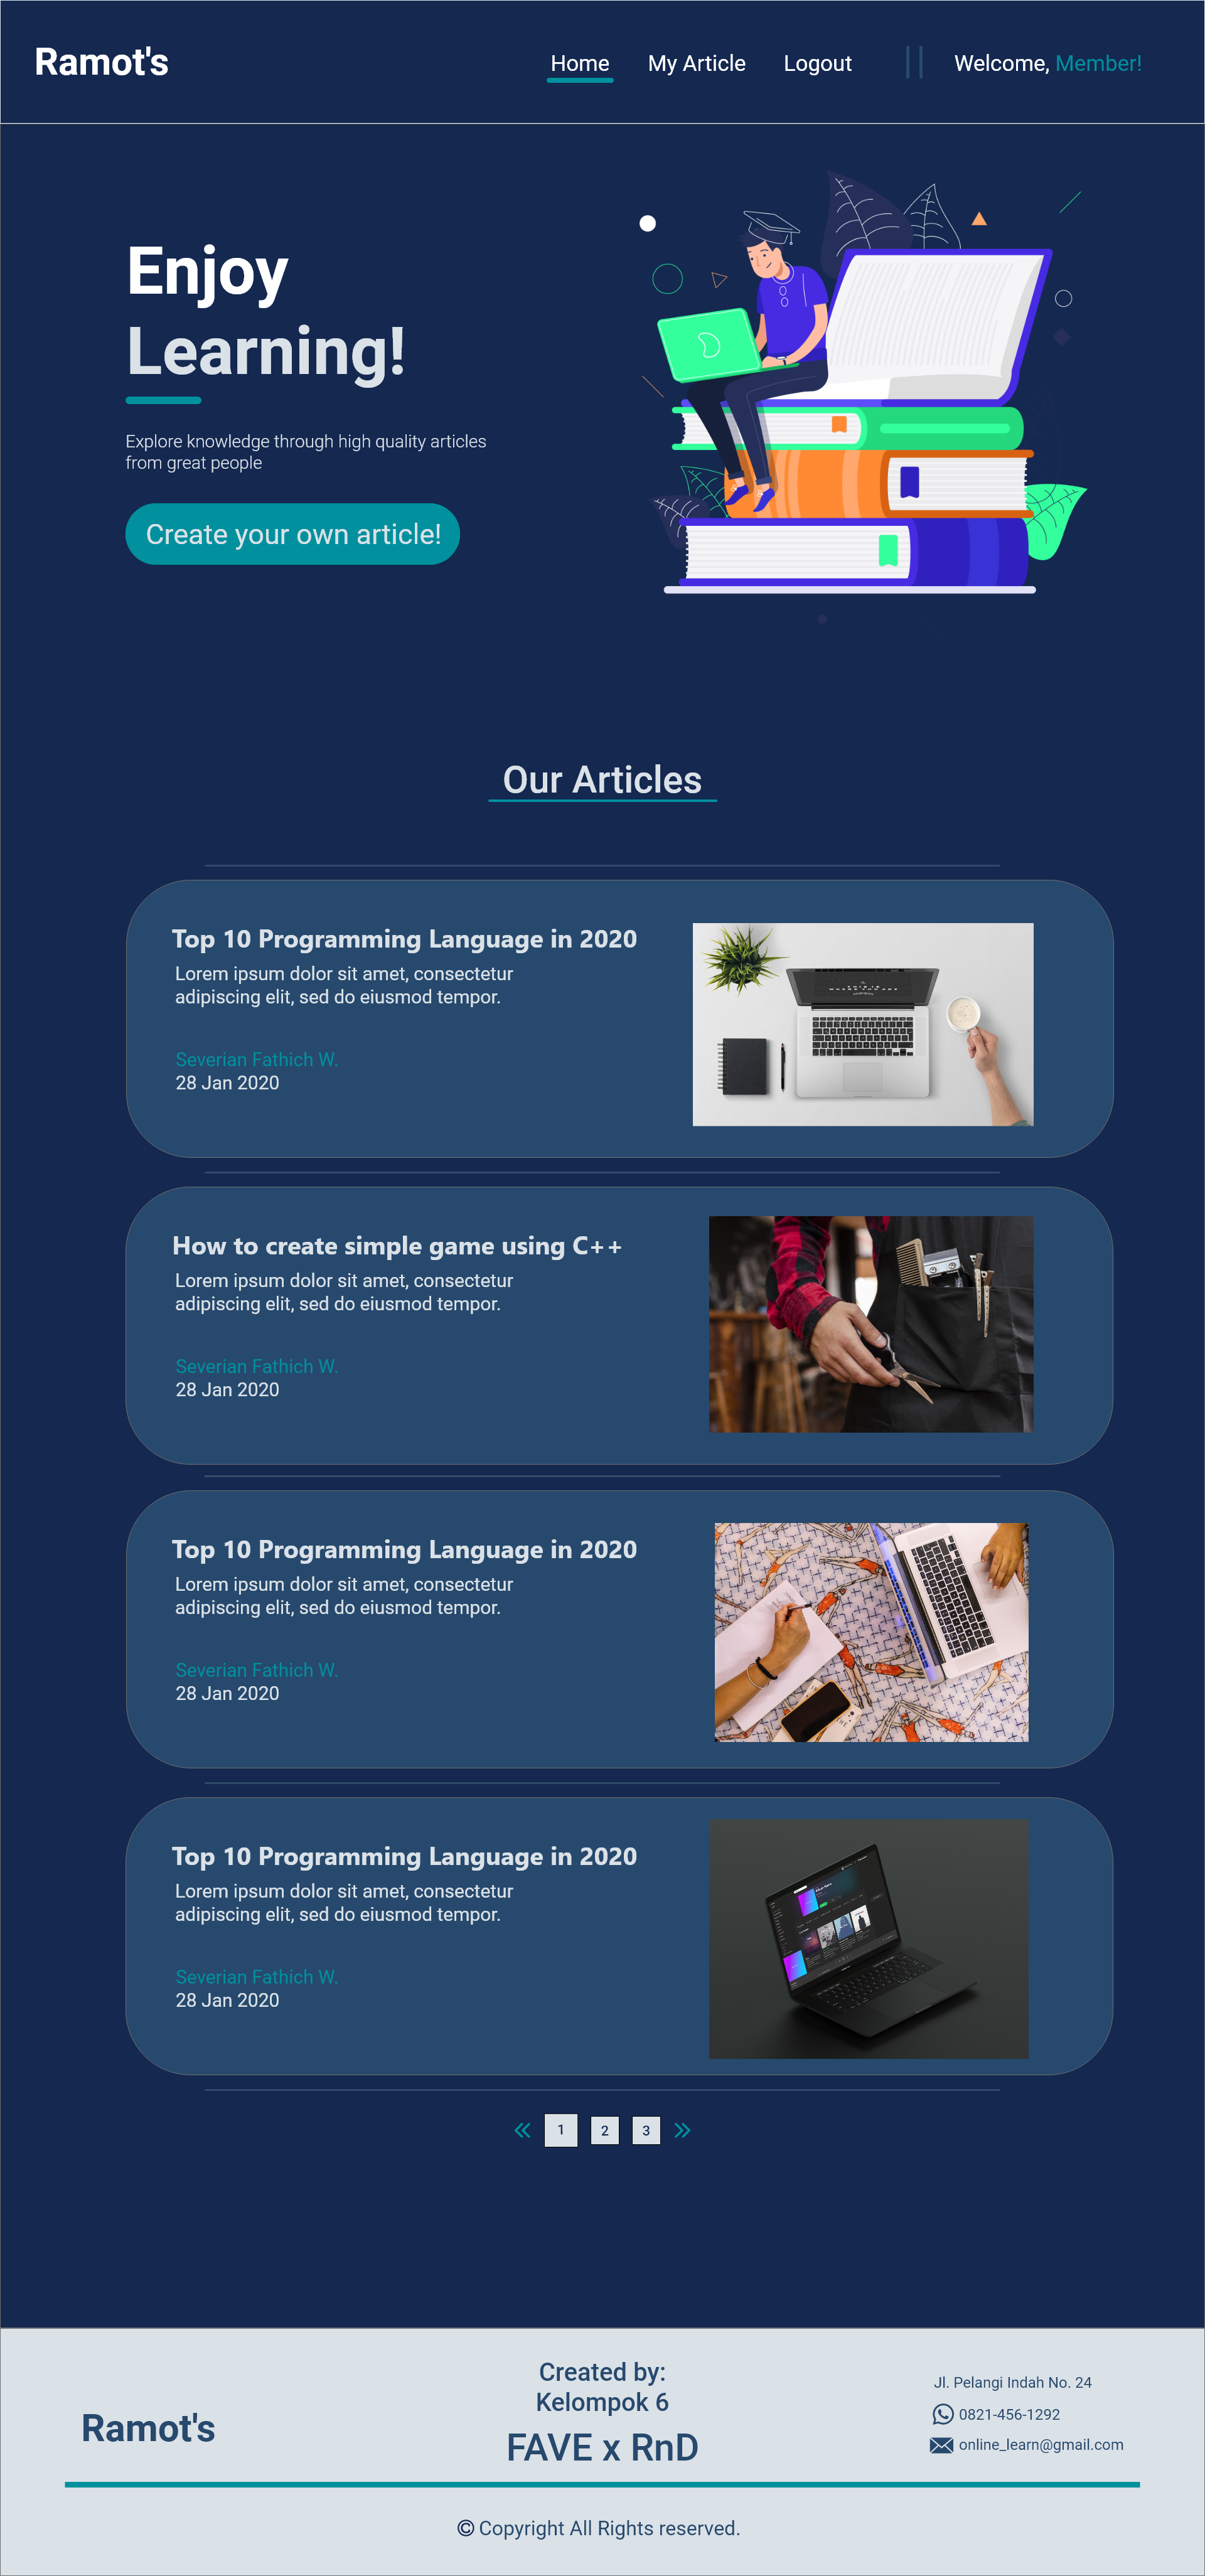 Ramot's
Home My Article Logout Welcome, Member!
Enjoy
Learning!
Explore knowledge through high quality articles
from great people
Create your own article!
Our Articles
Top 10 Programming Language in 2020
Lorem ipsum dolor sit amet, consectetur
adipiscing elit, sed do eiusmod tempor.
Severian Fathich W.
28 Jan 2020
How to create simple game using C++
Lorem ipsum dolor sit amet, consectetur
adipiscing elit, sed do eiusmod tempor.
Severian Fathich W.
28 Jan 2020
Top 10 Programming Language in 2020
Lorem ipsum dolor sit amet, consectetur
adipiscing elit, sed do eiusmod tempor.
Severian Fathich W.
28 Jan 2020
Top 10 Programming Language in 2020
Lorem ipsum dolor sit amet, consectetur
adipiscing elit, sed do eiusmod tempor.
Severian Fathich W.
28 Jan 2020
« 1 2 3 »
Ramot's
Created by:
Kelompok 6
FAVE x RnD
Jl. Pelangi Indah No. 24
0821-456-1292
online_learn@gmail.com
© Copyright All Rights reserved.